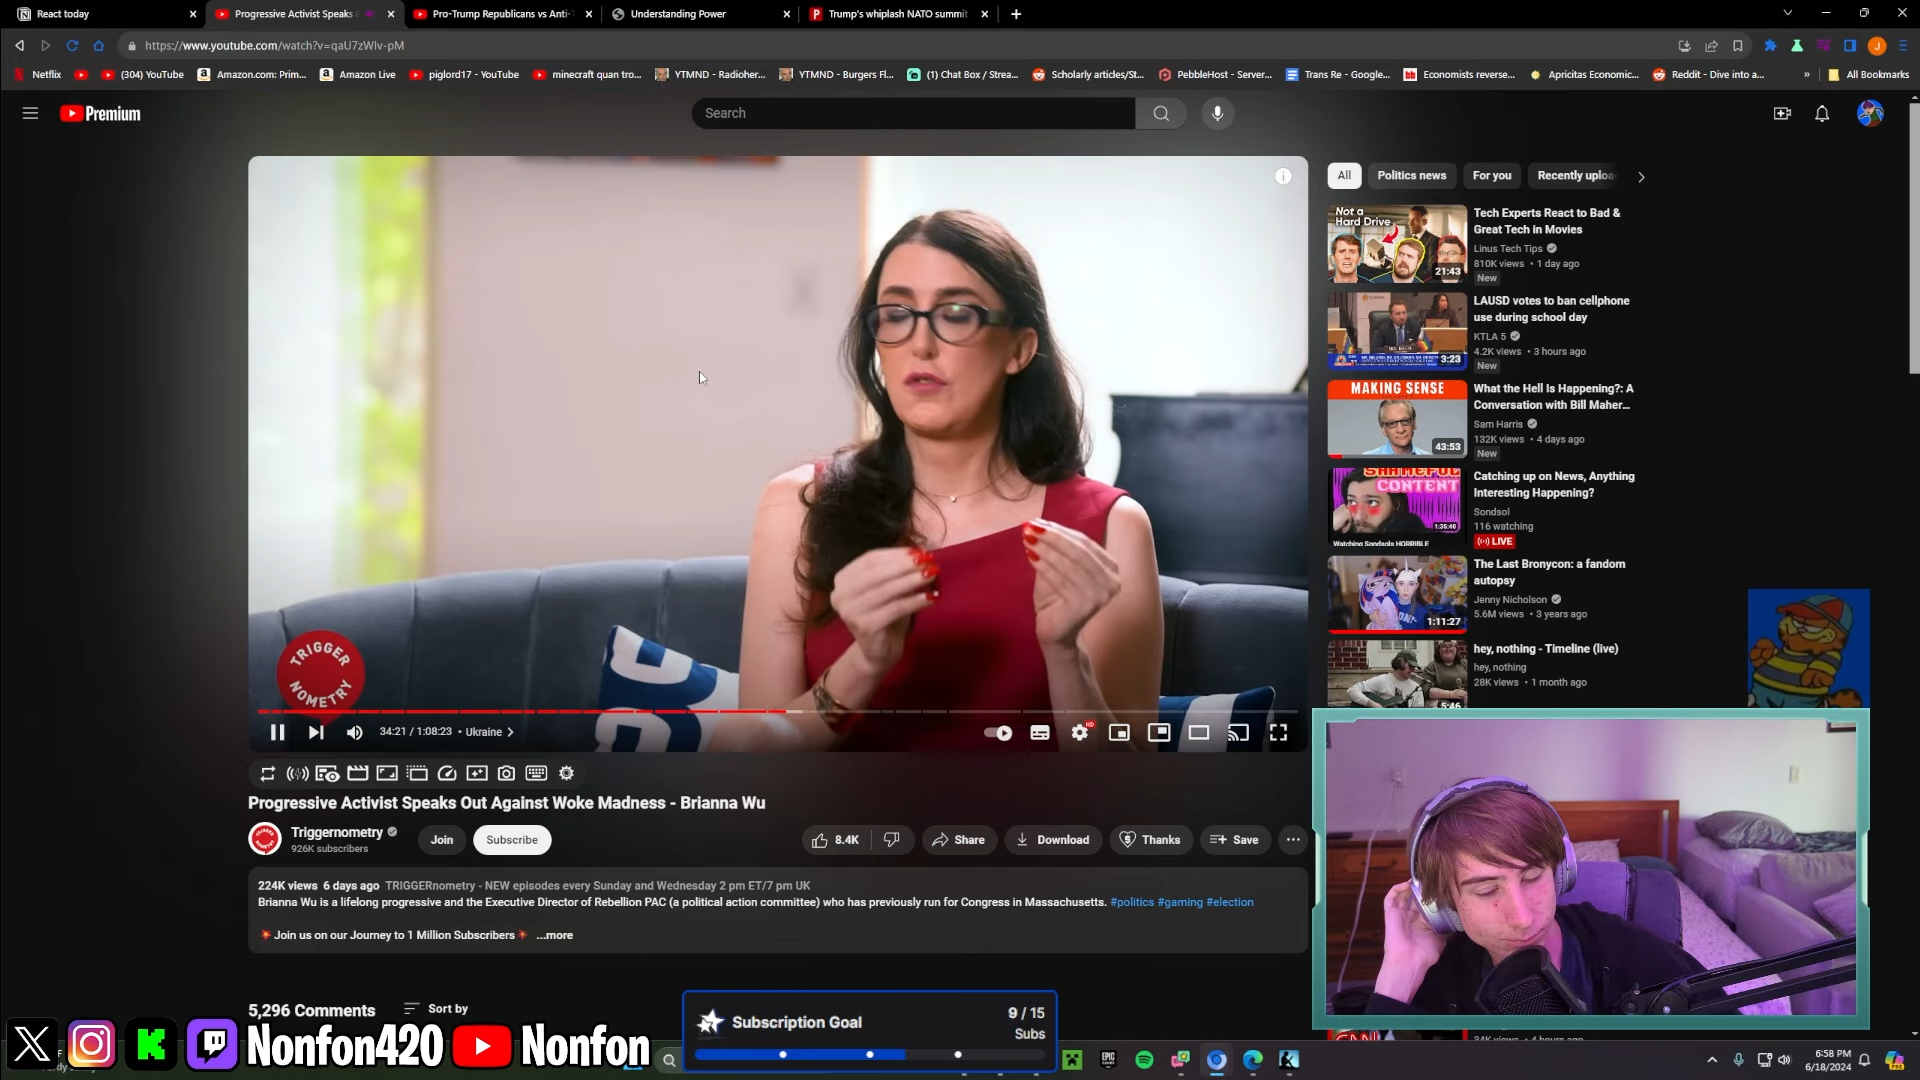 React today
Progressive Activist Speaks
Pro-Trump Republicans vs Anti-T
Understanding Power
Trump's whiplash NATO summit
https://www.youtube.com/watch?v=qaU7zWlv-pM
J
Netflix
(304) YouTube
Amazon.com: Prim...
Amazon Live
piglord17 - YouTube
minecraft quan tro...
YTMND - Radioher...
YTMND - Burgers Fl...
(1) Chat Box / Strea...
Scholarly articles/St...
PebbleHost - Server...
Trans Re - Google...
Economists reverse...
Apricitas Economic...
Reddit - Dive into a...
All Bookmarks
Premium
Search
All
Politics news
For you
Recently uploa
TRIGGER
NOMETRY
34:21 / 1:08:23 • Ukraine
HD
Progressive Activist Speaks Out Against Woke Madness - Brianna Wu
Triggernometry
926K subscribers
Join
Subscribe
8.4K
Share
Download
Thanks
Save
224K views 6 days ago TRIGGERnometry - NEW episodes every Sunday and Wednesday 2 pm ET/7 pm UK
Brianna Wu is a lifelong progressive and the Executive Director of Rebellion PAC (a political action committee) who has previously run for Congress in Massachusetts. #politics #gaming #election
Join us on our Journey to 1 Million Subscribers
...more
5,296 Comments
Sort by
Not a
Hard Drive
21:43
Tech Experts React to Bad &
Great Tech in Movies
Linus Tech Tips
810K views • 1 day ago
New
3:23
LAUSD votes to ban cellphone
use during school day
KTLA 5
4.2K views • 3 hours ago
New
MAKING SENSE
43:53
What the Hell Is Happening?: A
Conversation with Bill Maher...
Sam Harris
132K views • 4 days ago
New
SHAMEFUL
CONTENT
1:35:40
Watching Sondsols HORRIBLE
Catching up on News, Anything
Interesting Happening?
Sondsol
116 watching
LIVE
1:11:27
The Last Bronycon: a fandom
autopsy
Jenny Nicholson
5.6M views • 3 years ago
5:46
hey, nothing - Timeline (live)
hey, nothing
28K views • 1 month ago
Nonfon420
Nonfon
Subscription Goal
9 / 15
Subs
6:58 PM
6/18/2024